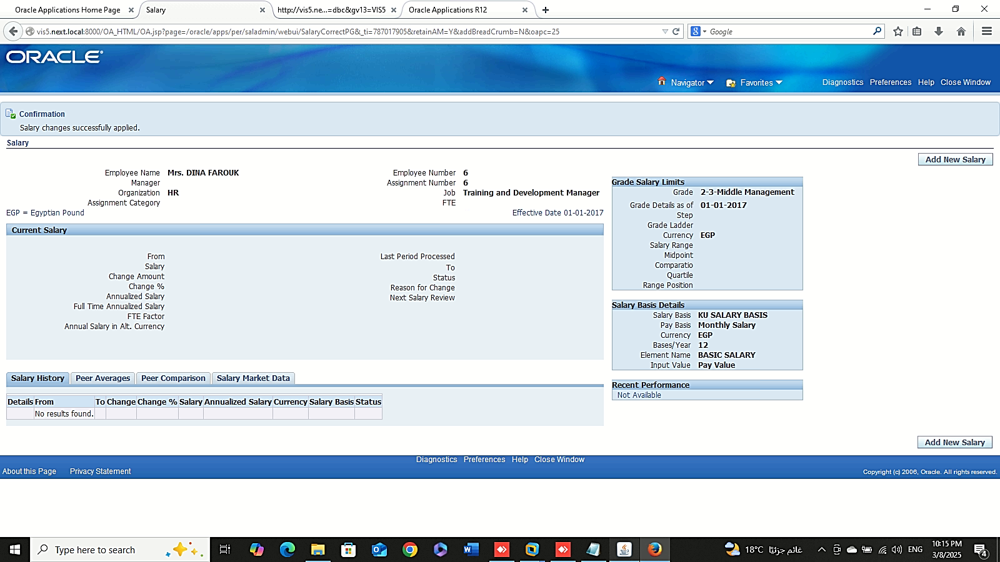 Oracle Applications Home Page
Salary
http://vis5.ne...=dbc&gv13=VIS5
Oracle Applications R12
vis5.next.local:8000/OA_HTML/OA.jsp?page=/oracle/apps/per/saladmin/webui/SalaryCorrectPG&_ti=787017905&retainAM=Y&addBreadCrumb=N&oapc=25
Google
ORACLE
Navigator
Favorites
Diagnostics Preferences Help Close Window
Confirmation
Salary changes successfully applied.
Salary
Add New Salary
Employee Name Mrs. DINA FAROUK
Manager
Organization HR
Assignment Category
EGP = Egyptian Pound
Employee Number 6
Assignment Number 6
Job Training and Development Manager
FTE
Effective Date 01-01-2017
Current Salary
From
Salary
Change Amount
Change %
Annualized Salary
Full Time Annualized Salary
FTE Factor
Annual Salary in Alt. Currency
Last Period Processed
To
Status
Reason for Change
Next Salary Review
Grade Salary Limits
Grade 2-3-Middle Management
Grade Details as of 01-01-2017
Step
Grade Ladder
Currency EGP
Salary Range
Midpoint
Comparatio
Quartile
Range Position
Salary Basis Details
Salary Basis KU SALARY BASIS
Pay Basis Monthly Salary
Currency EGP
Bases/Year 12
Element Name BASIC SALARY
Input Value Pay Value
Recent Performance
Not Available
Salary History Peer Averages Peer Comparison Salary Market Data
Details From To Change Change % Salary Annualized Salary Currency Salary Basis Status
No results found.
Add New Salary
Diagnostics Preferences Help Close Window
About this Page Privacy Statement
Copyright (c) 2006, Oracle. All rights reserved.
Type here to search
18°C غائم جزئيًا
ENG
10:15 PM
3/8/2025
4